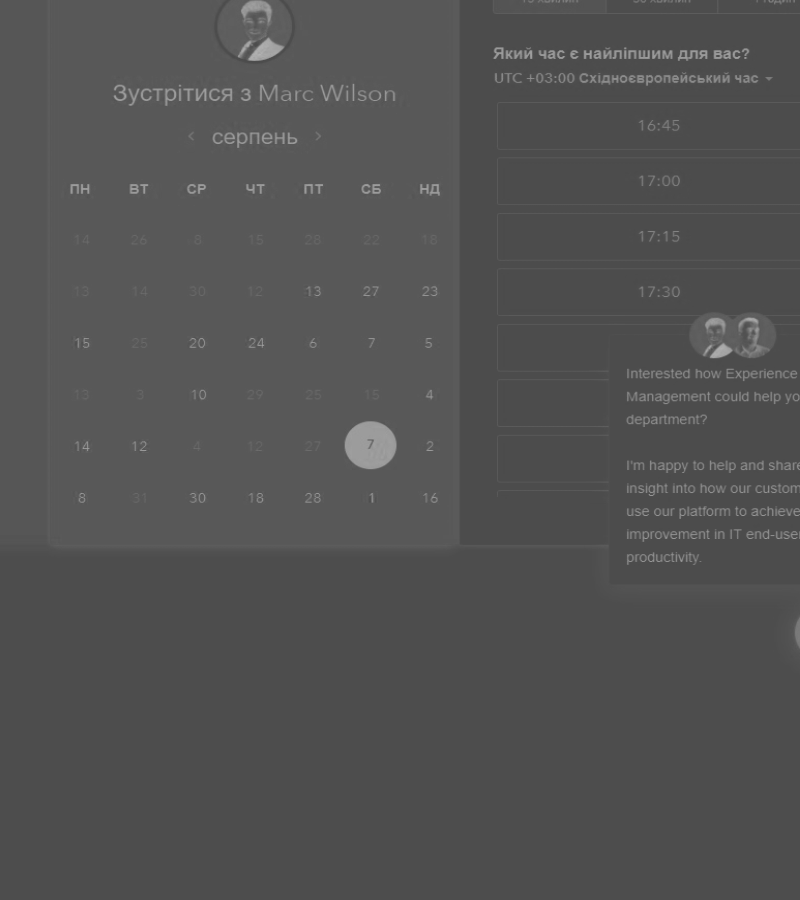 Зустрітися з Marc Wilson
серпень
ПН ВТ СР ЧТ ПТ СБ НД
14 26 8 15 28 22 18
13 14 30 12 13 27 23
15 25 20 24 6 7 5
13 3 10 29 25 15 4
14 12 4 12 27 7 2
8 31 30 18 28 1 16
Який час є найліпшим для вас?
UTC +03:00 Східноєвропейський час
16:45
17:00
17:15
17:30
Interested how Experience
Management could help yo
department?
I'm happy to help and share
insight into how our custom
use our platform to achieve
improvement in IT end-use
productivity.